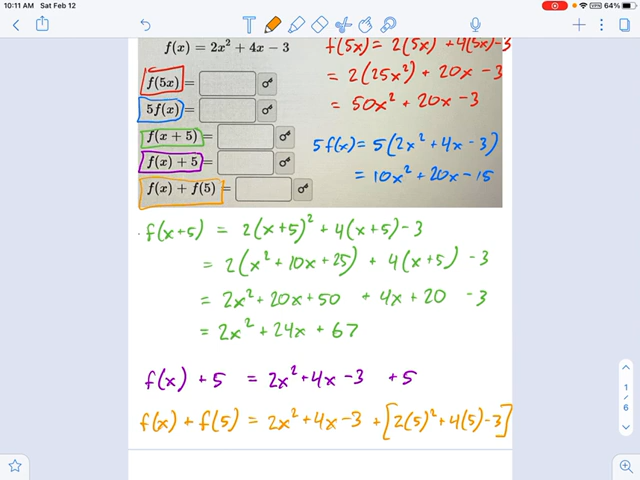 10:11 AM Sat Feb 12
64%
f(x) = 2x² + 4x − 3
f(5x) =
5f(x) =
f(x + 5) =
f(x) + 5 =
f(x) + f(5) =
f(5x) = 2(5x) + 4(5x) - 3
= 2(25x²) + 20x - 3
= 50x² + 20x - 3
5f(x) = 5(2x² + 4x - 3)
= 10x² + 20x - 15
f(x+5) = 2(x+5)² + 4(x+5) - 3
= 2(x² + 10x + 25) + 4(x+5) - 3
= 2x² + 20x + 50 + 4x + 20 - 3
= 2x² + 24x + 67
f(x) + 5 = 2x² + 4x - 3 + 5
f(x) + f(5) = 2x² + 4x - 3 + [2(5)² + 4(5) - 3]
1
/
6